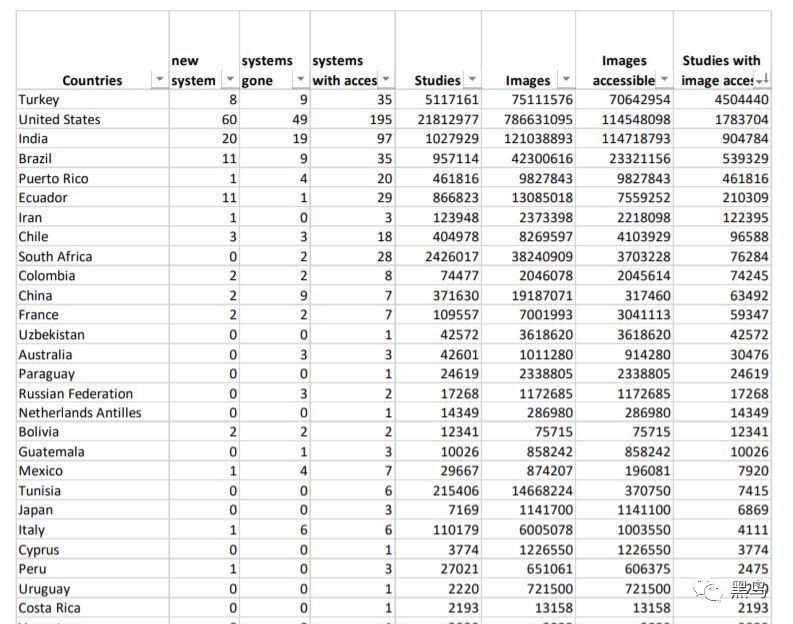 Countries new system systems gone systems with acces Studies Images Images accessible Studies with image acces
Turkey 8 9 35 5117161 75111576 70642954 4504440
United States 60 49 195 21812977 786631095 114548098 1783704
India 20 19 97 1027929 121038893 114718793 904784
Brazil 11 9 35 957114 42300616 23321156 539329
Puerto Rico 1 4 20 461816 9827843 9827843 461816
Ecuador 11 1 29 866823 13085018 7559252 210309
Iran 1 0 3 123948 2373398 2218098 122395
Chile 3 3 18 404978 8269597 4103929 96588
South Africa 0 2 28 2426017 38240909 3703228 76284
Colombia 2 2 8 74477 2046078 2045614 74245
China 2 9 7 371630 19187071 317460 63492
France 2 2 7 109557 7001993 3041113 59347
Uzbekistan 0 0 1 42572 3618620 3618620 42572
Australia 0 3 3 42601 1011280 914280 30476
Paraguay 0 0 1 24619 2338805 2338805 24619
Russian Federation 0 3 2 17268 1172685 1172685 17268
Netherlands Antilles 0 0 1 14349 286980 286980 14349
Bolivia 2 2 2 12341 75715 75715 12341
Guatemala 0 1 3 10026 858242 858242 10026
Mexico 1 4 7 29667 874207 196081 7920
Tunisia 0 0 6 215406 14668224 370750 7415
Japan 0 0 3 7169 1141700 1141100 6869
Italy 1 6 6 110179 6005078 1003550 4111
Cyprus 0 0 1 3774 1226550 1226550 3774
Peru 1 0 3 27021 651061 606375 2475
Uruguay 0 0 1 2220 721500 721500
黑鸟
Costa Rica 0 0 1 2193 13158 13158 2193